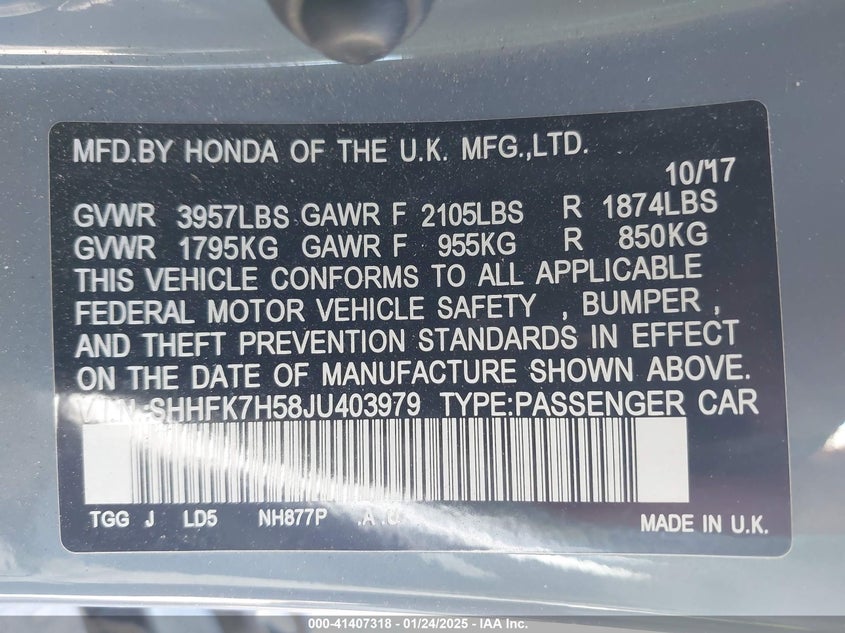 MFD.BY HONDA OF THE U.K. MFG.,LTD.
10/'17
GVWR 3957LBS GAWR F 2105LBS R 1874LBS
GVWR 1795KG GAWR F 955KG R 850KG
THIS VEHICLE CONFORMS TO ALL APPLICABLE
FEDERAL MOTOR VEHICLE SAFETY , BUMPER ,
AND THEFT PREVENTION STANDARDS IN EFFECT
ON THE DATE OF MANUFACTURE SHOWN ABOVE.
V.I.N. SHHFK7H58JU403979 TYPE:PASSENGER CAR
TGG J LD5 NH877P .A .U MADE IN U.K.
000-41407318 - 01/24/2025 - IAA Inc.